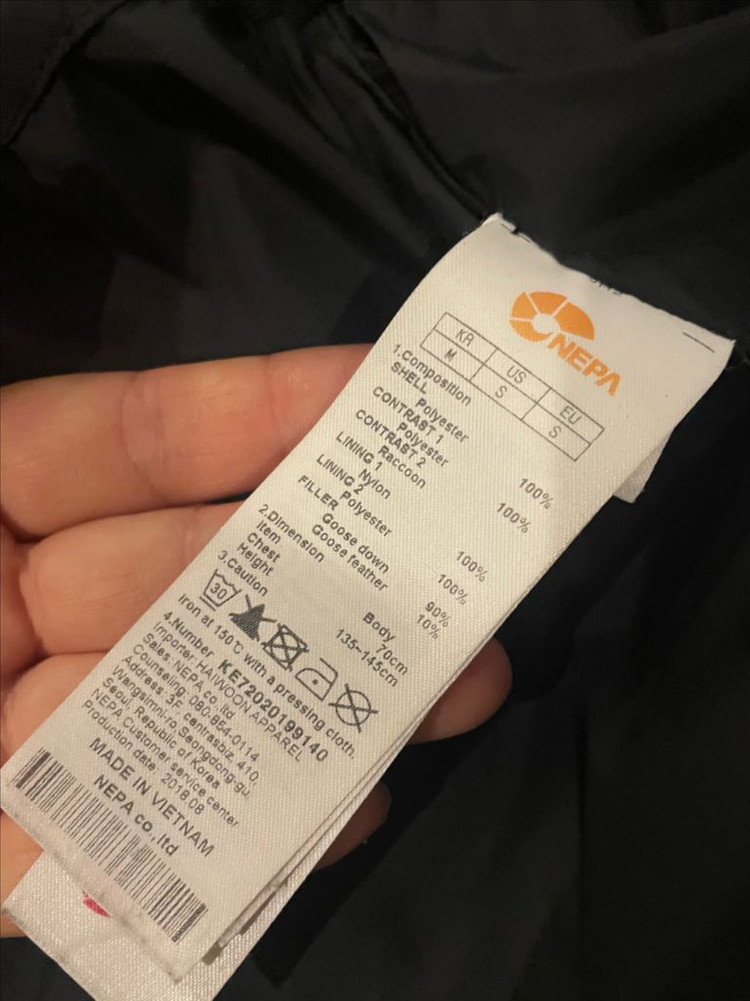 NEPA
KR US EU
M S S
1.Composition
SHELL
Polyester 100%
CONTRAST 1
Polyester 100%
CONTRAST 2
Raccoon
LINING 1
Nylon 100%
LINING 2
Polyester 100%
FILLER
Goose down 90%
Goose feather 10%
2.Dimension
Item Body
Chest 70cm
Height 135~145cm
3.Caution
30
Iron at 150℃ with a pressing cloth.
4.Number KE72020199140
Importer: HAIWOON APPAREL
Sales: NEPA co.,ltd
Counseling: 080-864-0114
Address: 3F, centrasbiz, 410,
Wangsimni-ro Seongdong-gu,
Seoul, Republic of Korea
NEPA Customer service center
Production date: 2018 08
MADE IN VIETNAM
NEPA co.,ltd